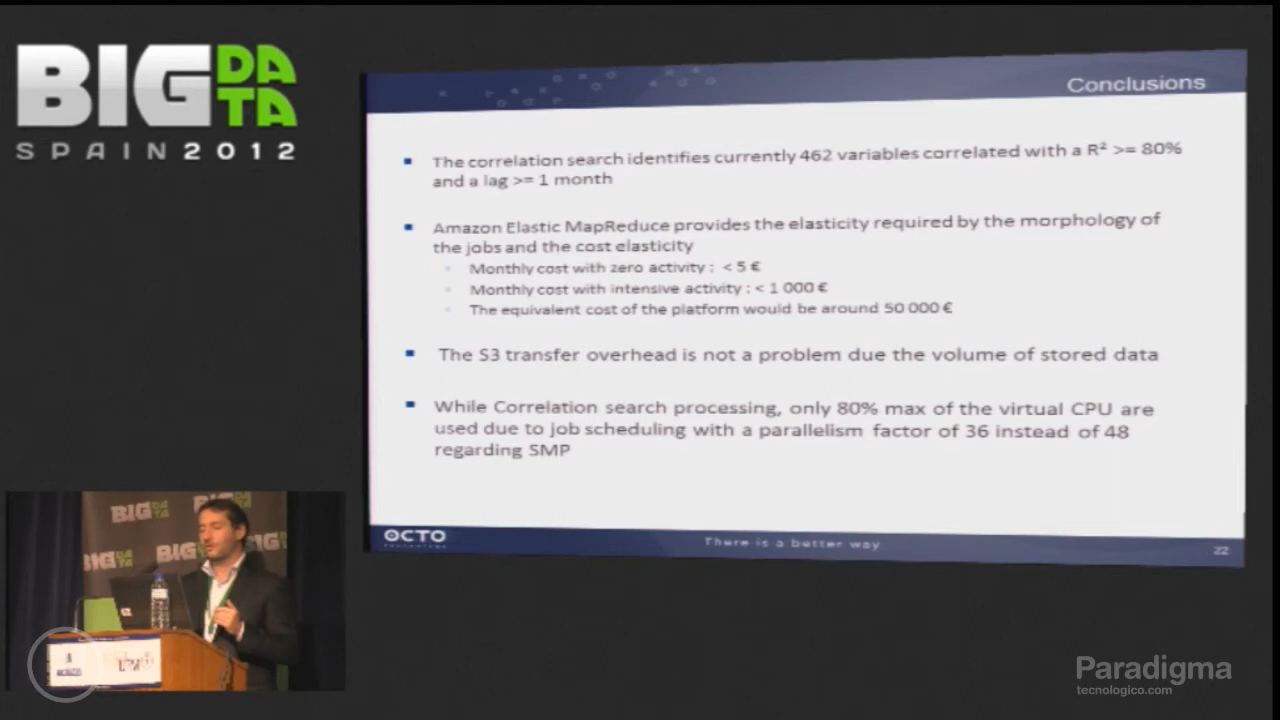 BIG DATA
SPAIN 2012
Conclusions
The correlation search identifies currently 462 variables correlated with a R² >= 80%
and a lag >= 1 month
Amazon Elastic MapReduce provides the elasticity required by the morphology of
the jobs and the cost elasticity
Monthly cost with zero activity : < 5 €
Monthly cost with intensive activity : < 1 000 €
The equivalent cost of the platform would be around 50 000 €
The S3 transfer overhead is not a problem due the volume of stored data
While Correlation search processing, only 80% max of the virtual CPU are
used due to job scheduling with a parallelism factor of 36 instead of 48
regarding SMP
OCTO
There is a better way
22
BIG DATA
BIG DATA
BIG
Paradigma
tecnologico.com